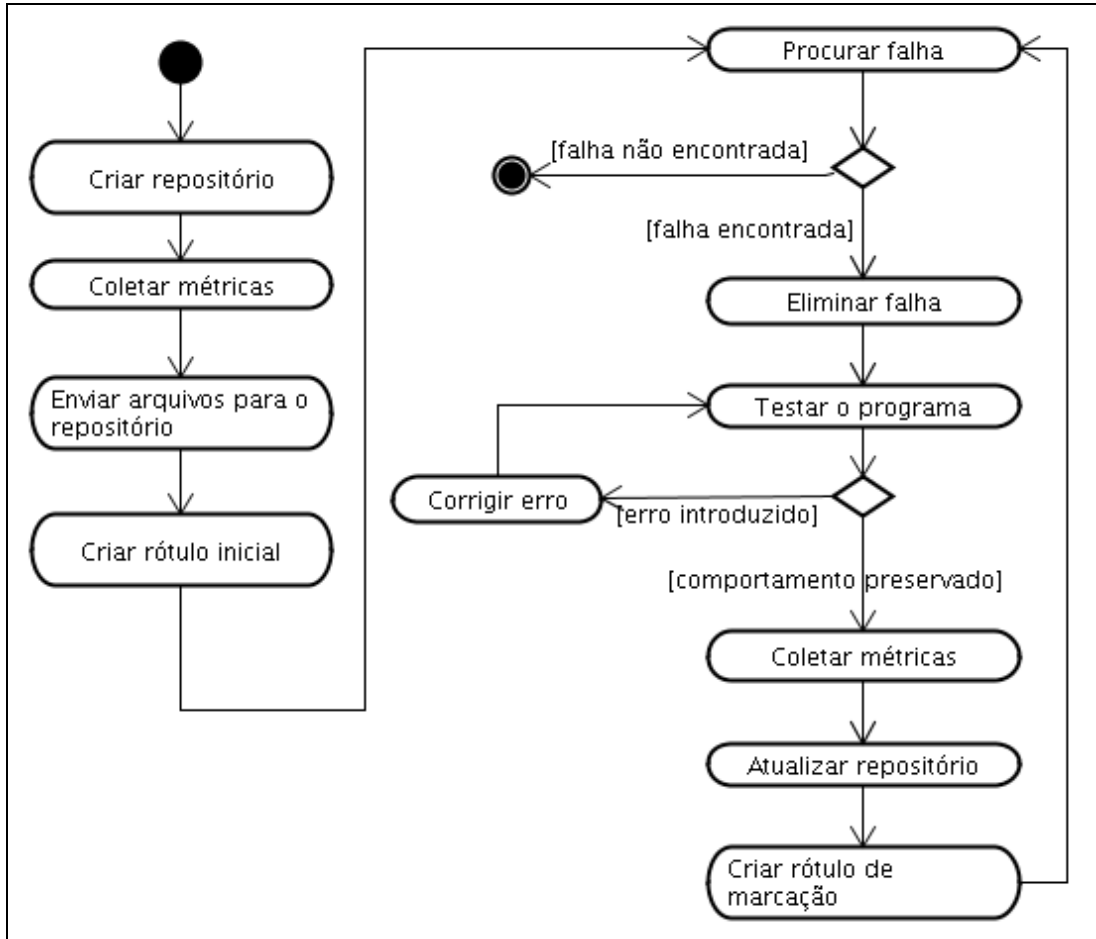 Criar repositório
Coletar métricas
Enviar arquivos para o
repositório
Criar rótulo inicial
Procurar falha
[falha não encontrada]
[falha encontrada]
Eliminar falha
Testar o programa
Corrigir erro
[erro introduzido]
[comportamento preservado]
Coletar métricas
Atualizar repositório
Criar rótulo de
marcação